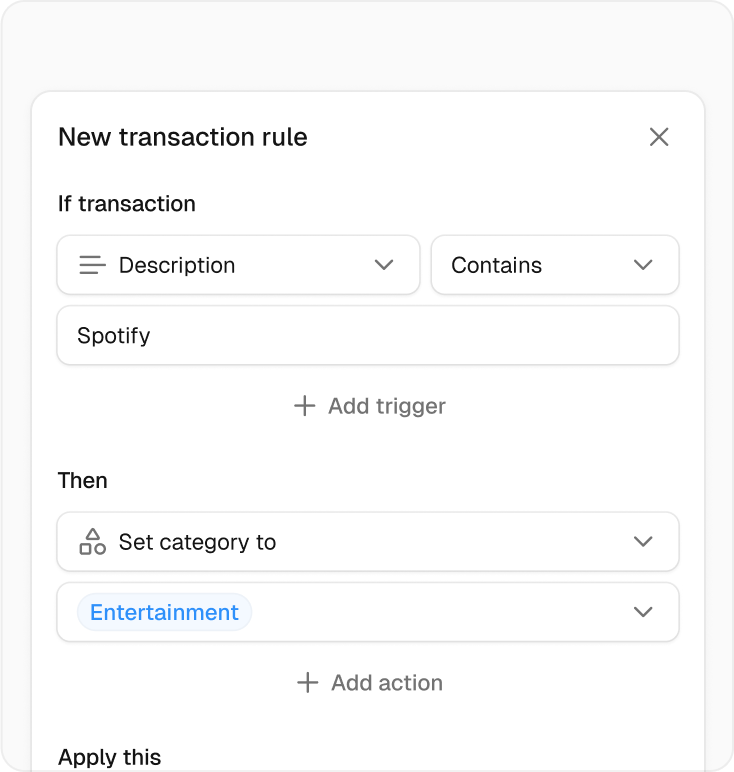 New transaction rule
If transaction
Description Contains
Spotify
Add trigger
Then
Set category to
Entertainment
Add action
Apply this